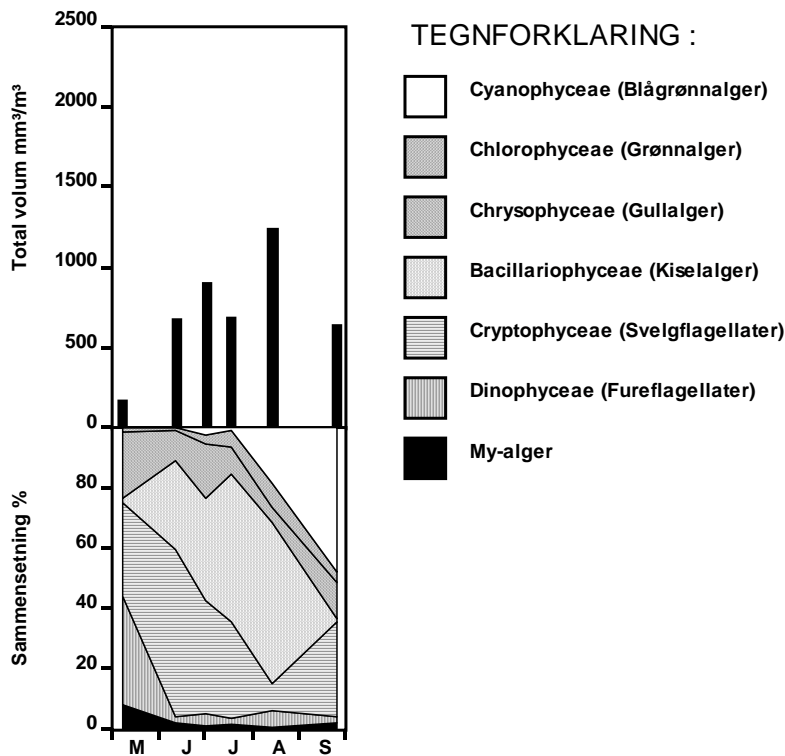 Total volum mm³/m³
2500
2000
1500
1000
500
0
Sammensetning %
80
60
40
20
0
M J J A S
TEGNFORKLARING :
Cyanophyceae (Blågrønnalger)
Chlorophyceae (Grønnalger)
Chrysophyceae (Gullalger)
Bacillariophyceae (Kiselalger)
Cryptophyceae (Svelgflagellater)
Dinophyceae (Fureflagellater)
My-alger